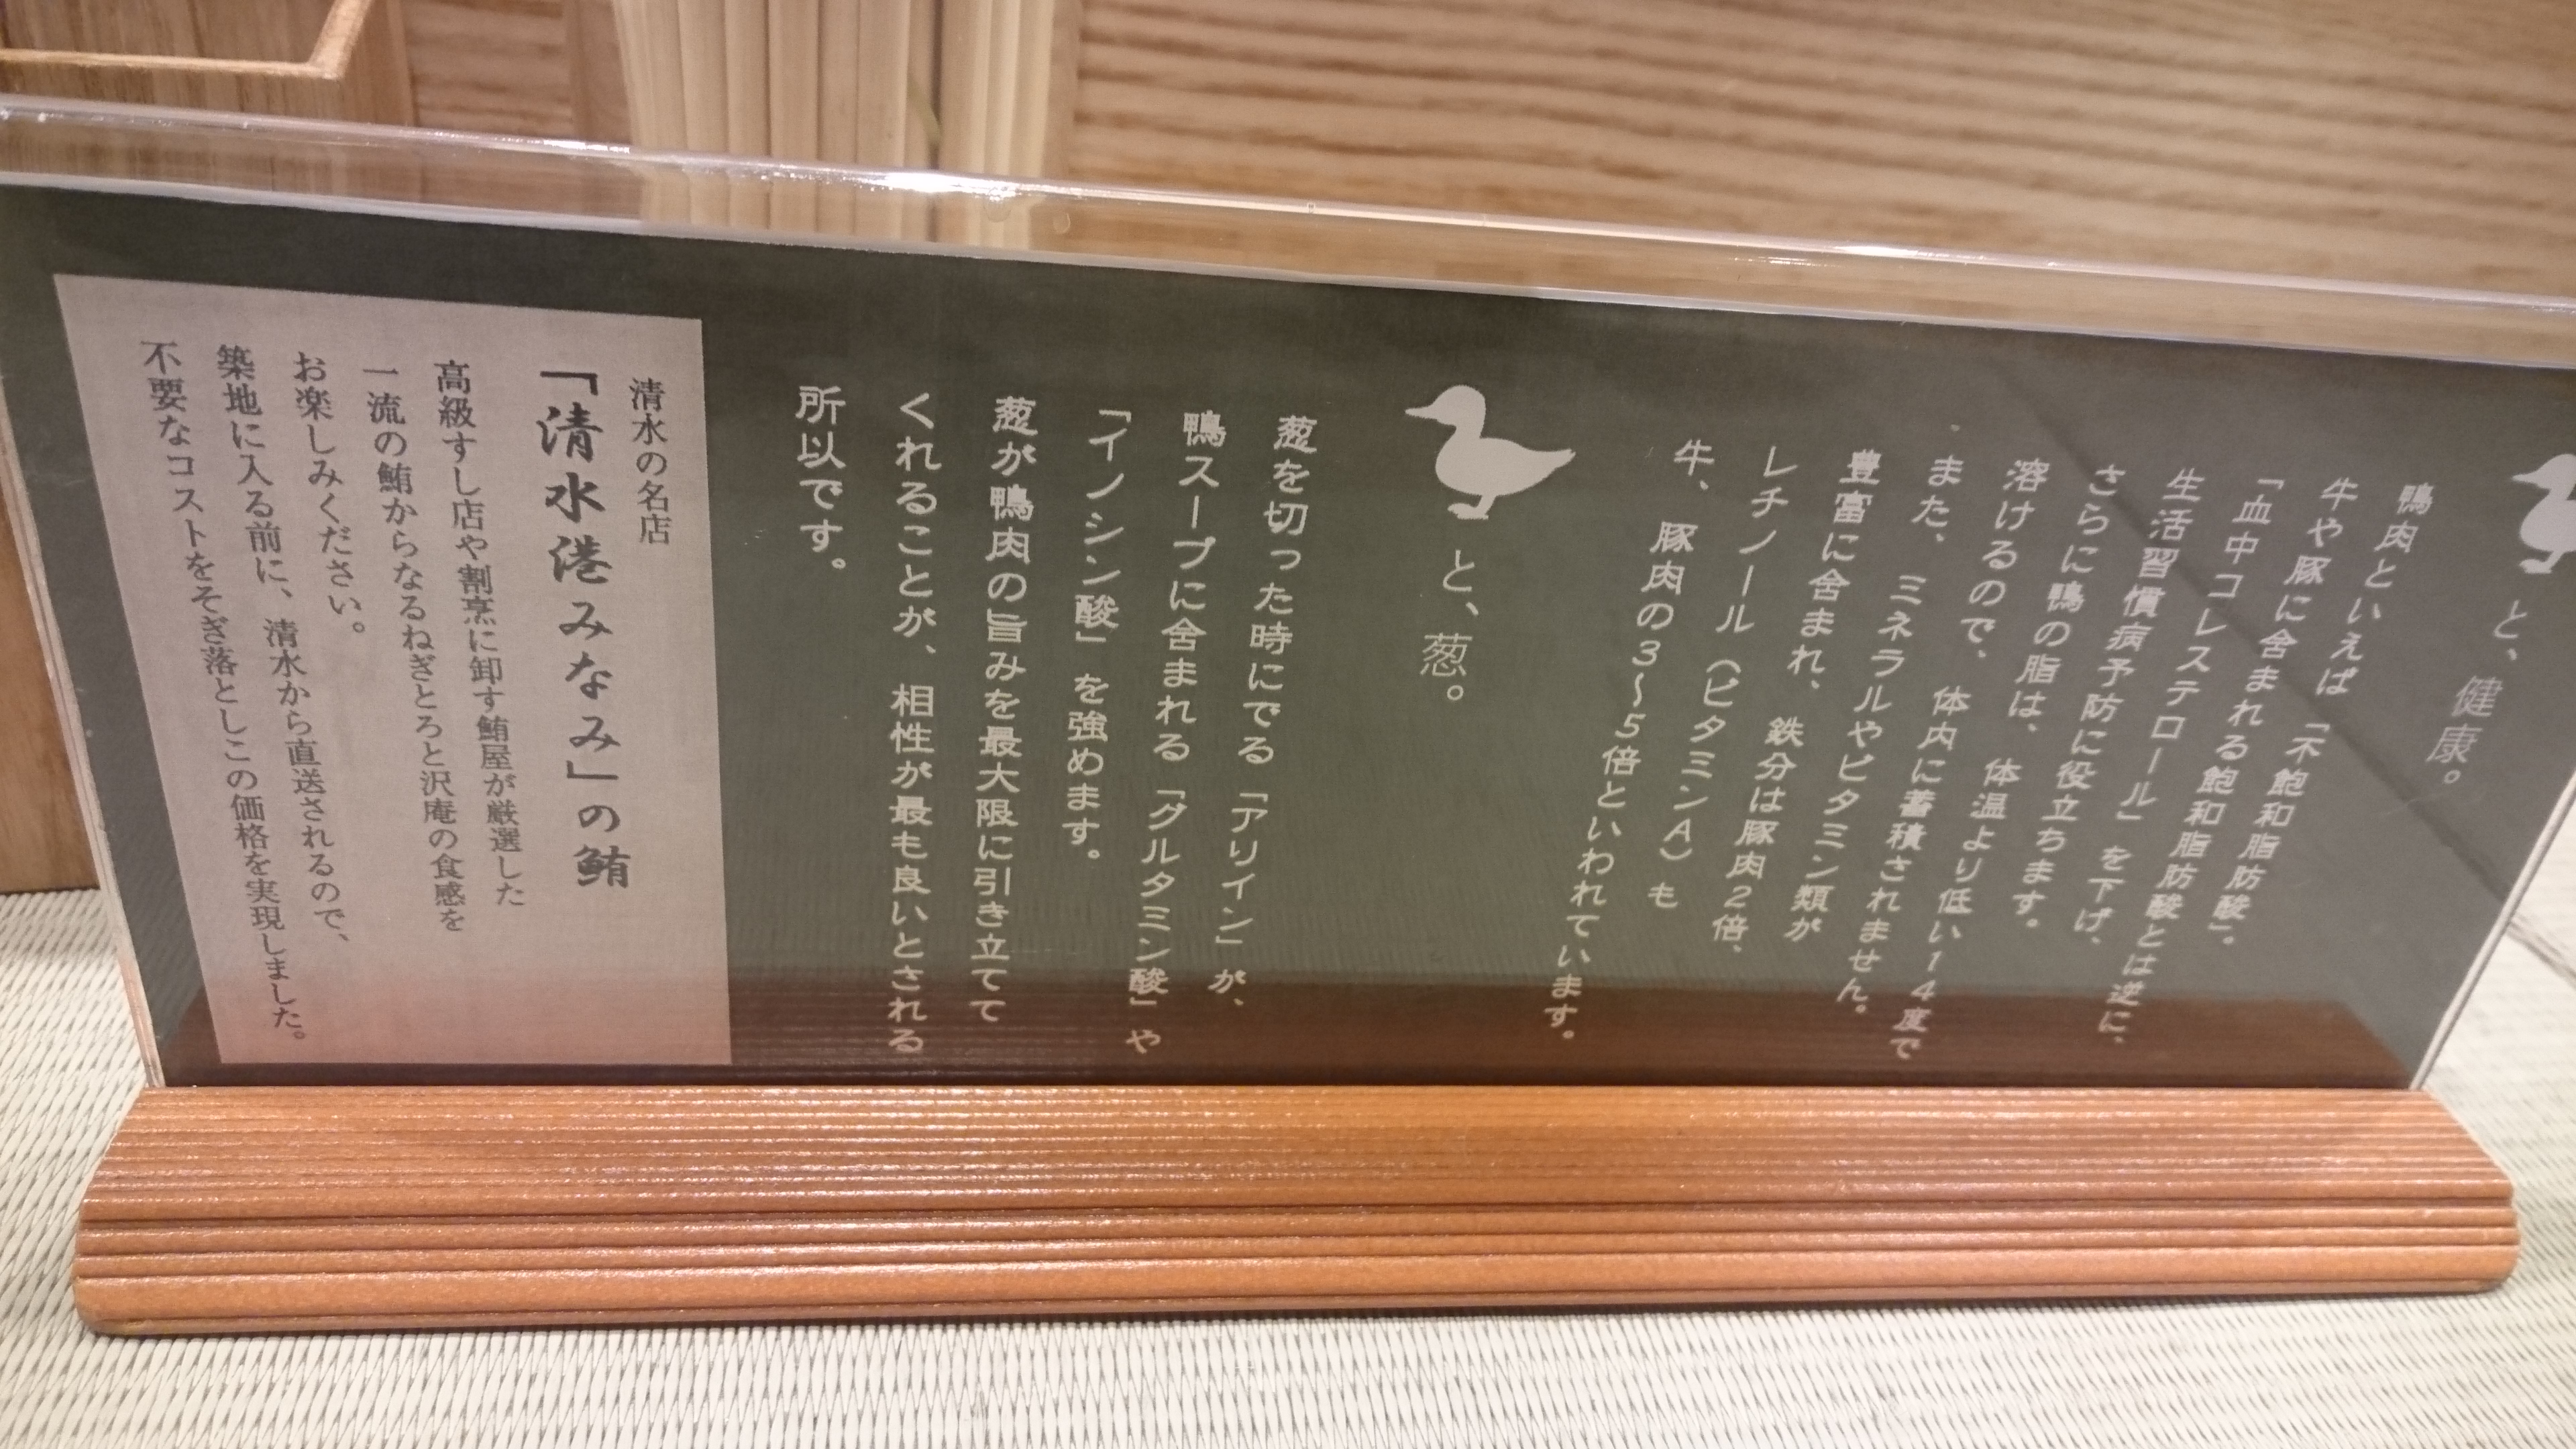 と、健康。
鴨肉といえば「不飽和脂肪酸」。
牛や豚に含まれる飽和脂肪酸とは逆に、
「血中コレステロール」を下げ、
生活習慣病予防に役立ちます。
さらに鴨の脂は、体温より低い14度で
溶けるので、体内に蓄積されません。
また、ミネラルやビタミン類が
豊富に含まれ、鉄分は豚肉2倍、
レチノール（ビタミンA）も
牛、豚肉の3〜5倍といわれています。
と、葱。
葱を切った時にでる「アリイン」が、
鴨スープに含まれる「グルタミン酸」や
「イノシン酸」を強めます。
葱が鴨肉の旨みを最大限に引き立てて
くれることが、相性が最も良いとされる
所以です。
清水の名店
「清水港みなみ」の鮪
高級すし店や割烹に卸す鮪屋が厳選した
一流の鮪からなるねぎとろと沢庵の食感を
お楽しみください。
築地に入る前に、清水から直送されるので、
不要なコストをそぎ落としこの価格を実現しました。